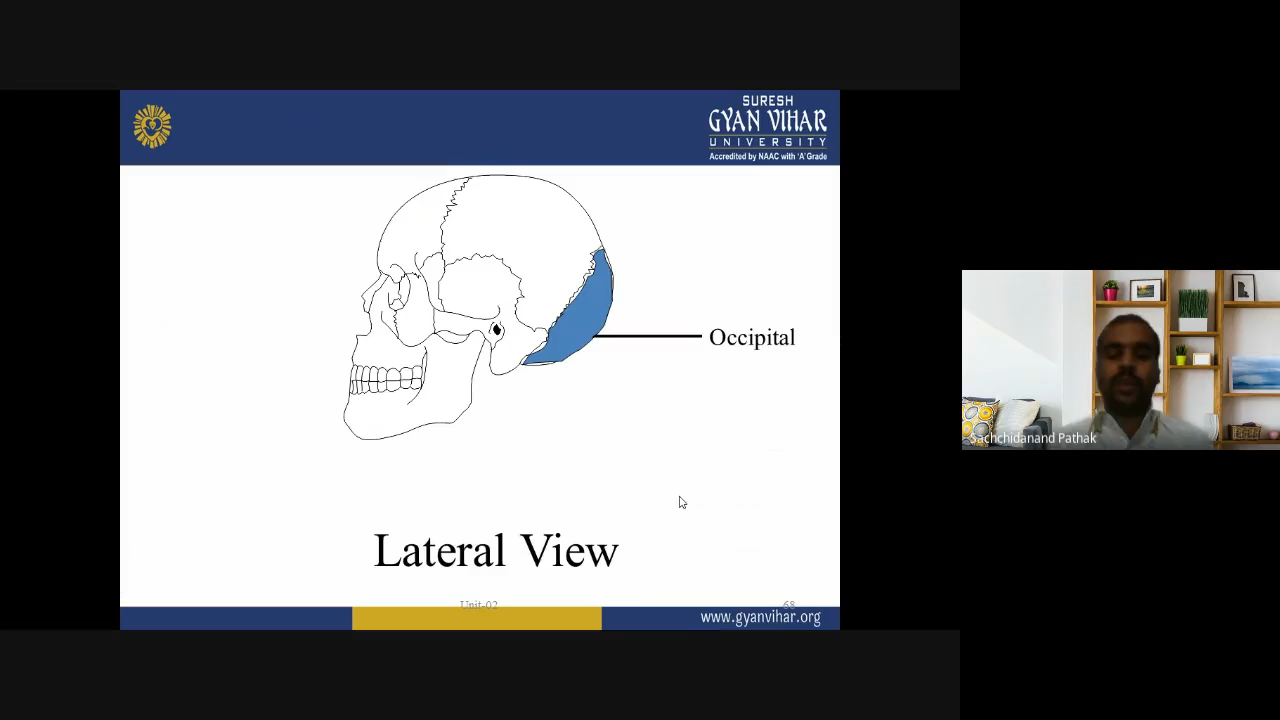 SURESH
GYAN VIHAR
UNIVERSITY
Accredited by NAAC with 'A' Grade
Occipital
Sachchidanand Pathak
Lateral View
Unit-02
68
www.gyanvihar.org